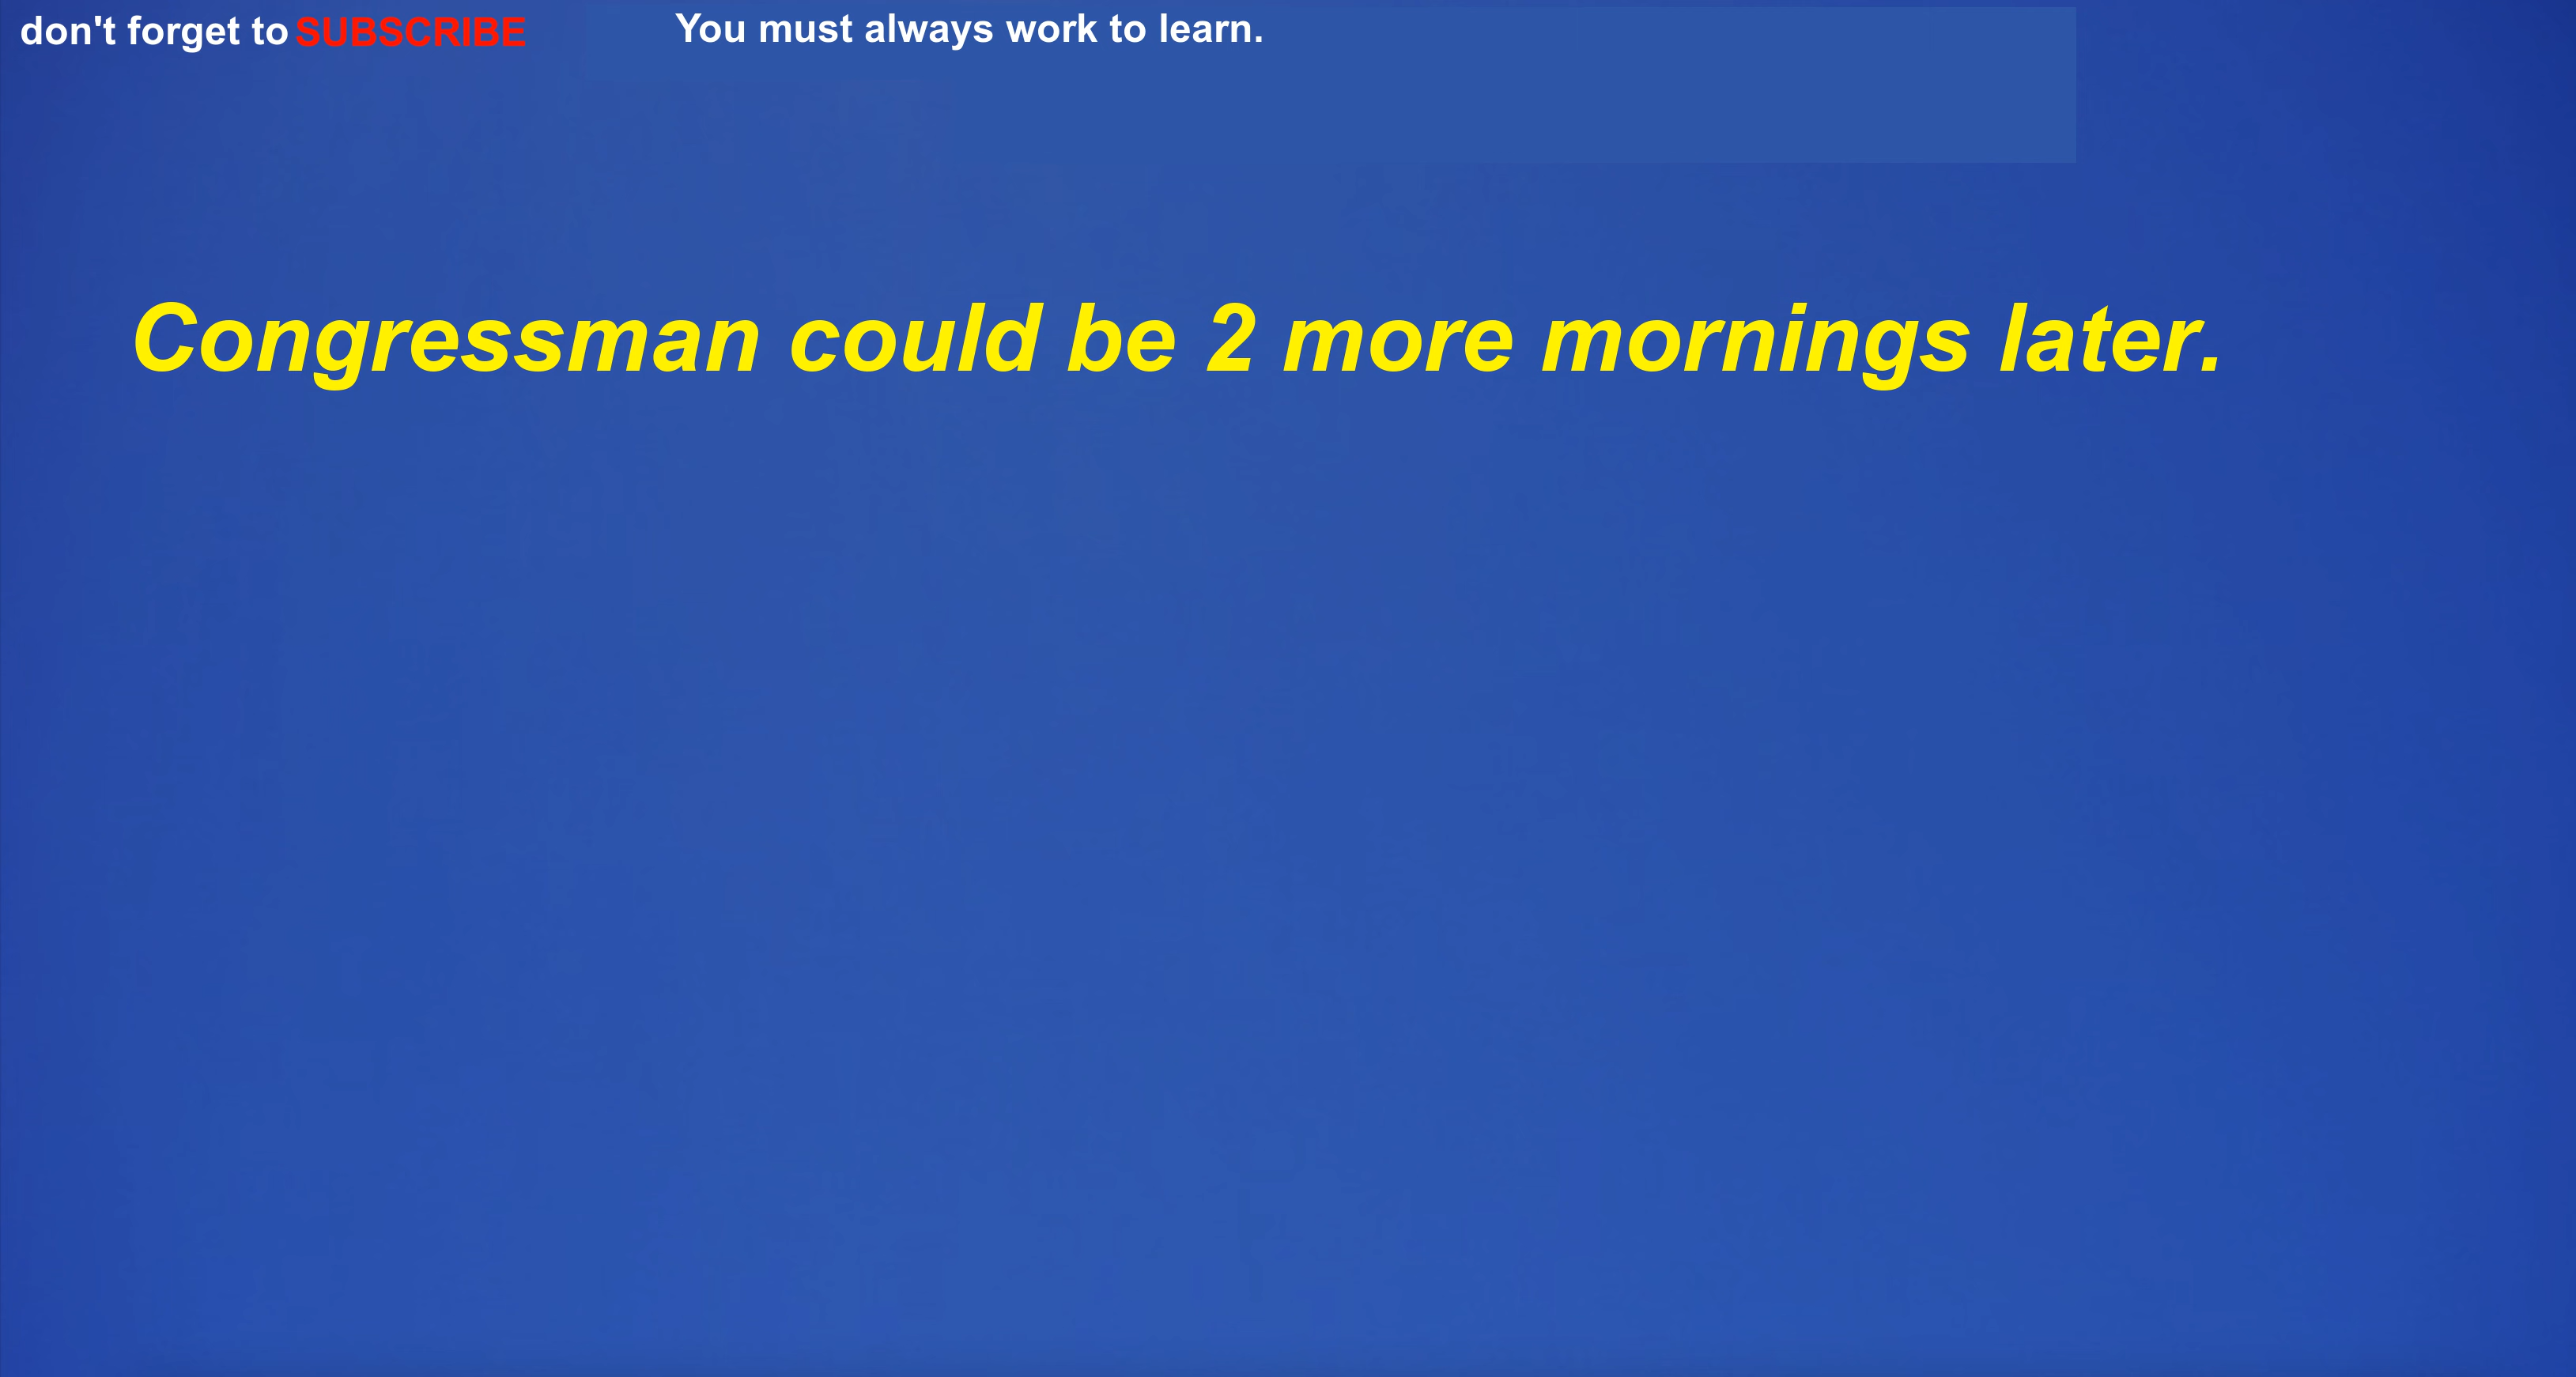 don't forget to SUBSCRIBE You must always work to learn.
Congressman could be 2 more mornings later.